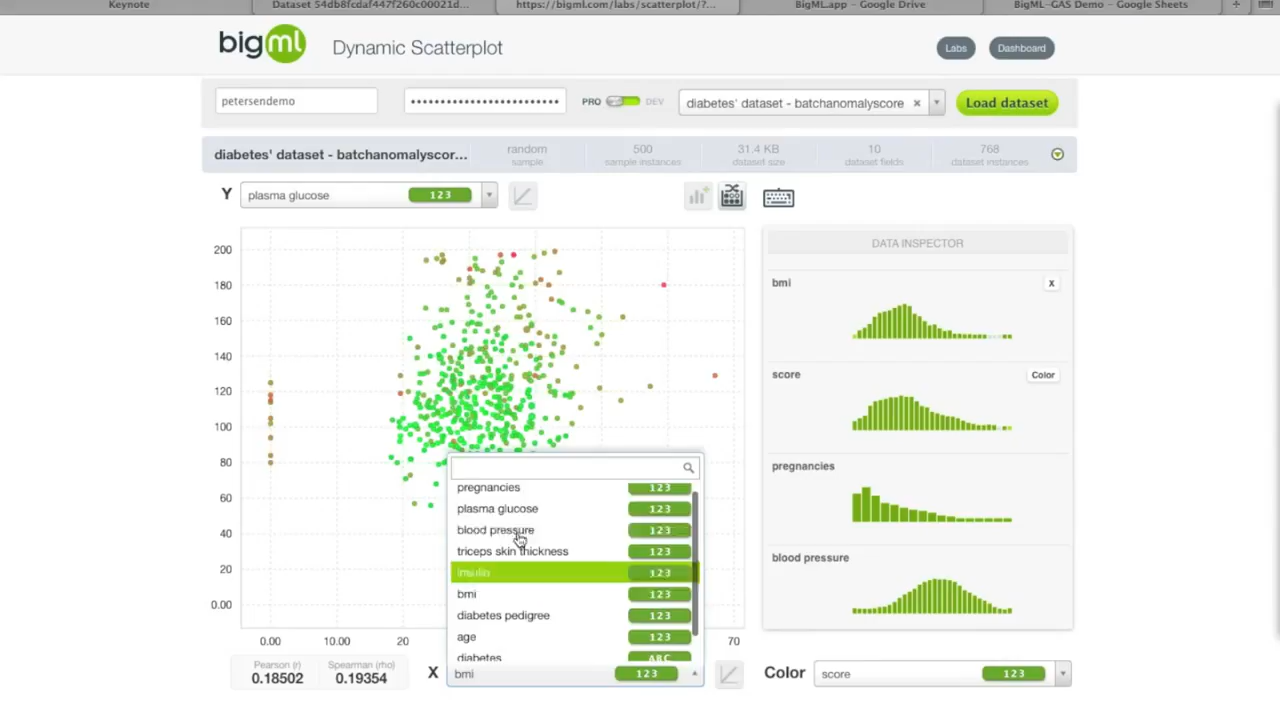 Keynote
Dataset 54db8fcdaf447f260c00021d...
https://bigml.com/labs/scatterplot/?...
BigML.app - Google Drive
BigML-GAS Demo - Google Sheets
+
bigml
Dynamic Scatterplot
Labs
Dashboard
petersendemo
••••••••••••••••••••••••••
PRO
DEV
diabetes' dataset - batchanomalyscore ×
Load dataset
diabetes' dataset - batchanomalyscor...
random
sample
500
sample instances
31.4 KB
dataset size
10
dataset fields
768
dataset instances
Y
plasma glucose
123
DATA INSPECTOR
bmi
X
score
Color
pregnancies
blood pressure
200
180
160
140
120
100
80
60
40
20
0.00
0.00
10.00
20
70
pregnancies 123
plasma glucose 123
blood pressure 123
triceps skin thickness 123
insulin 123
bmi 123
diabetes pedigree 123
age 123
diabetes ABC
Pearson (r)
0.18502
Spearman (rho)
0.19354
X
bmi
123
Color
score
123